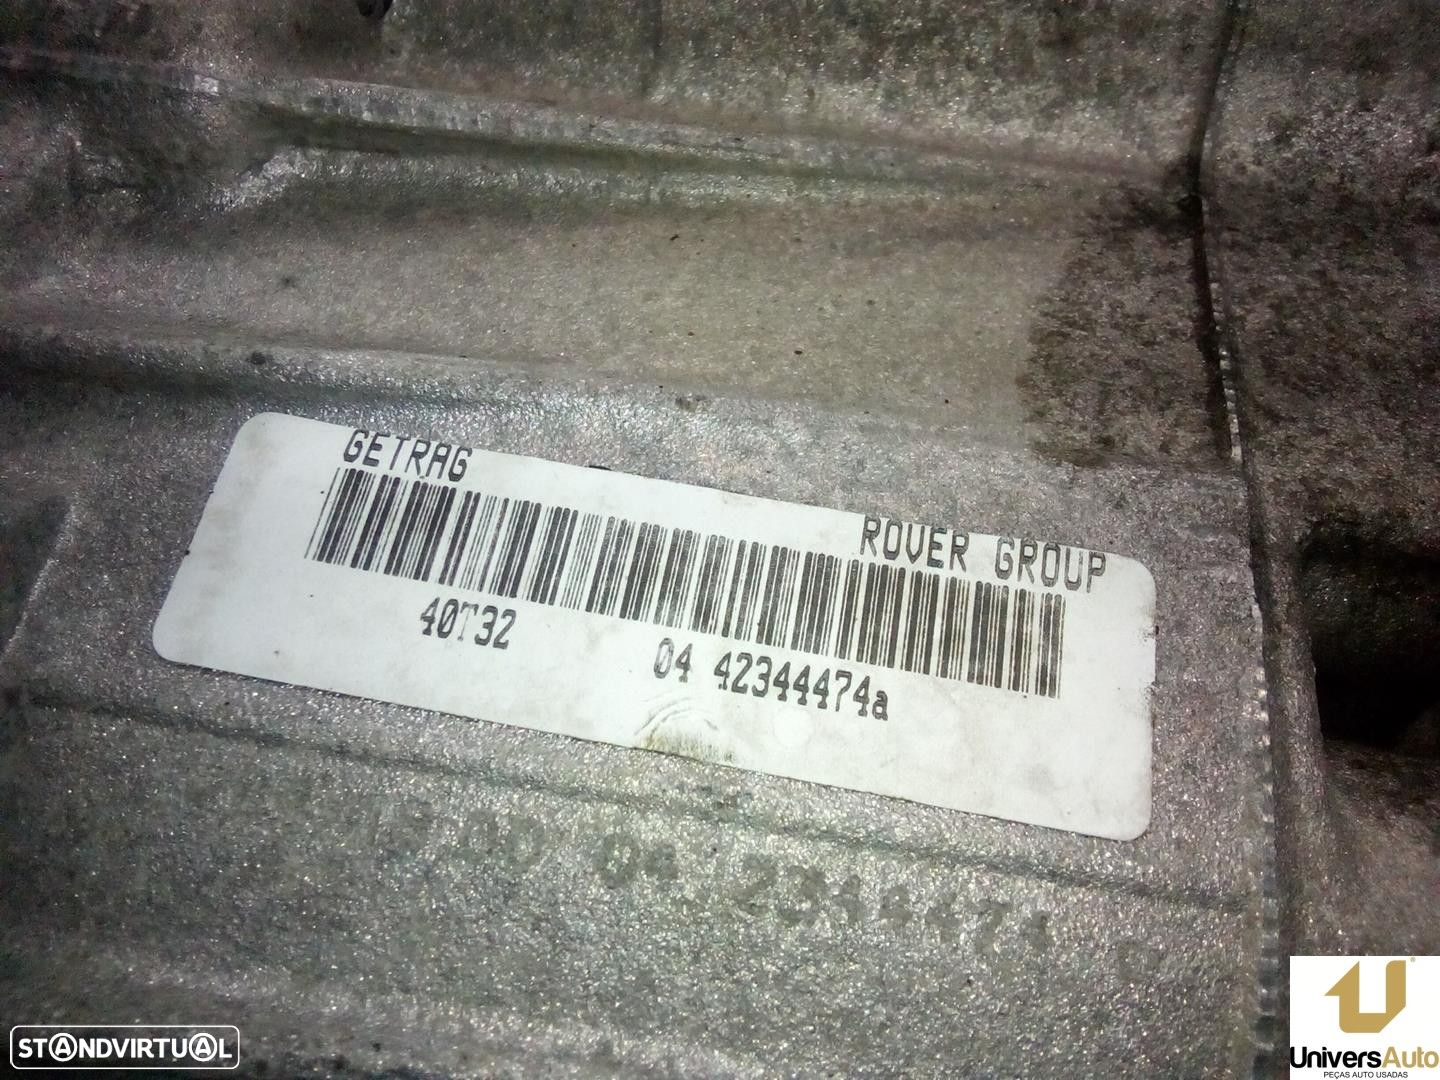 GETRAG
ROVER GROUP
40T32
04 42344474a
STANDVIRTUAL
UniversAuto
PEÇAS AUTO USADAS